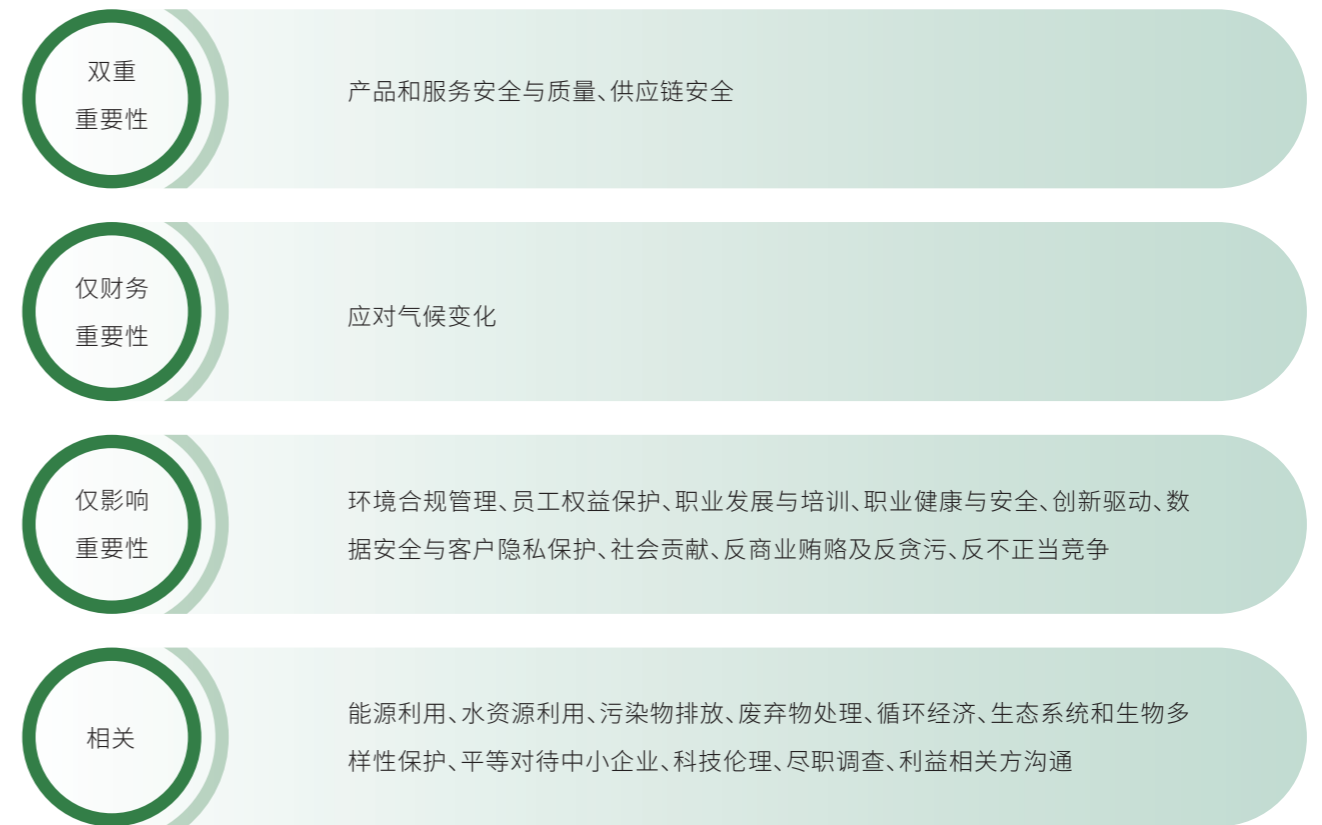 双重
重要性
产品和服务安全与质量、供应链安全
仅财务
重要性
应对气候变化
仅影响
重要性
环境合规管理、员工权益保护、职业发展与培训、职业健康与安全、创新驱动、数
据安全与客户隐私保护、社会贡献、反商业贿赂及反贪污、反不正当竞争
相关
能源利用、水资源利用、污染物排放、废弃物处理、循环经济、生态系统和生物多
样性保护、平等对待中小企业、科技伦理、尽职调查、利益相关方沟通